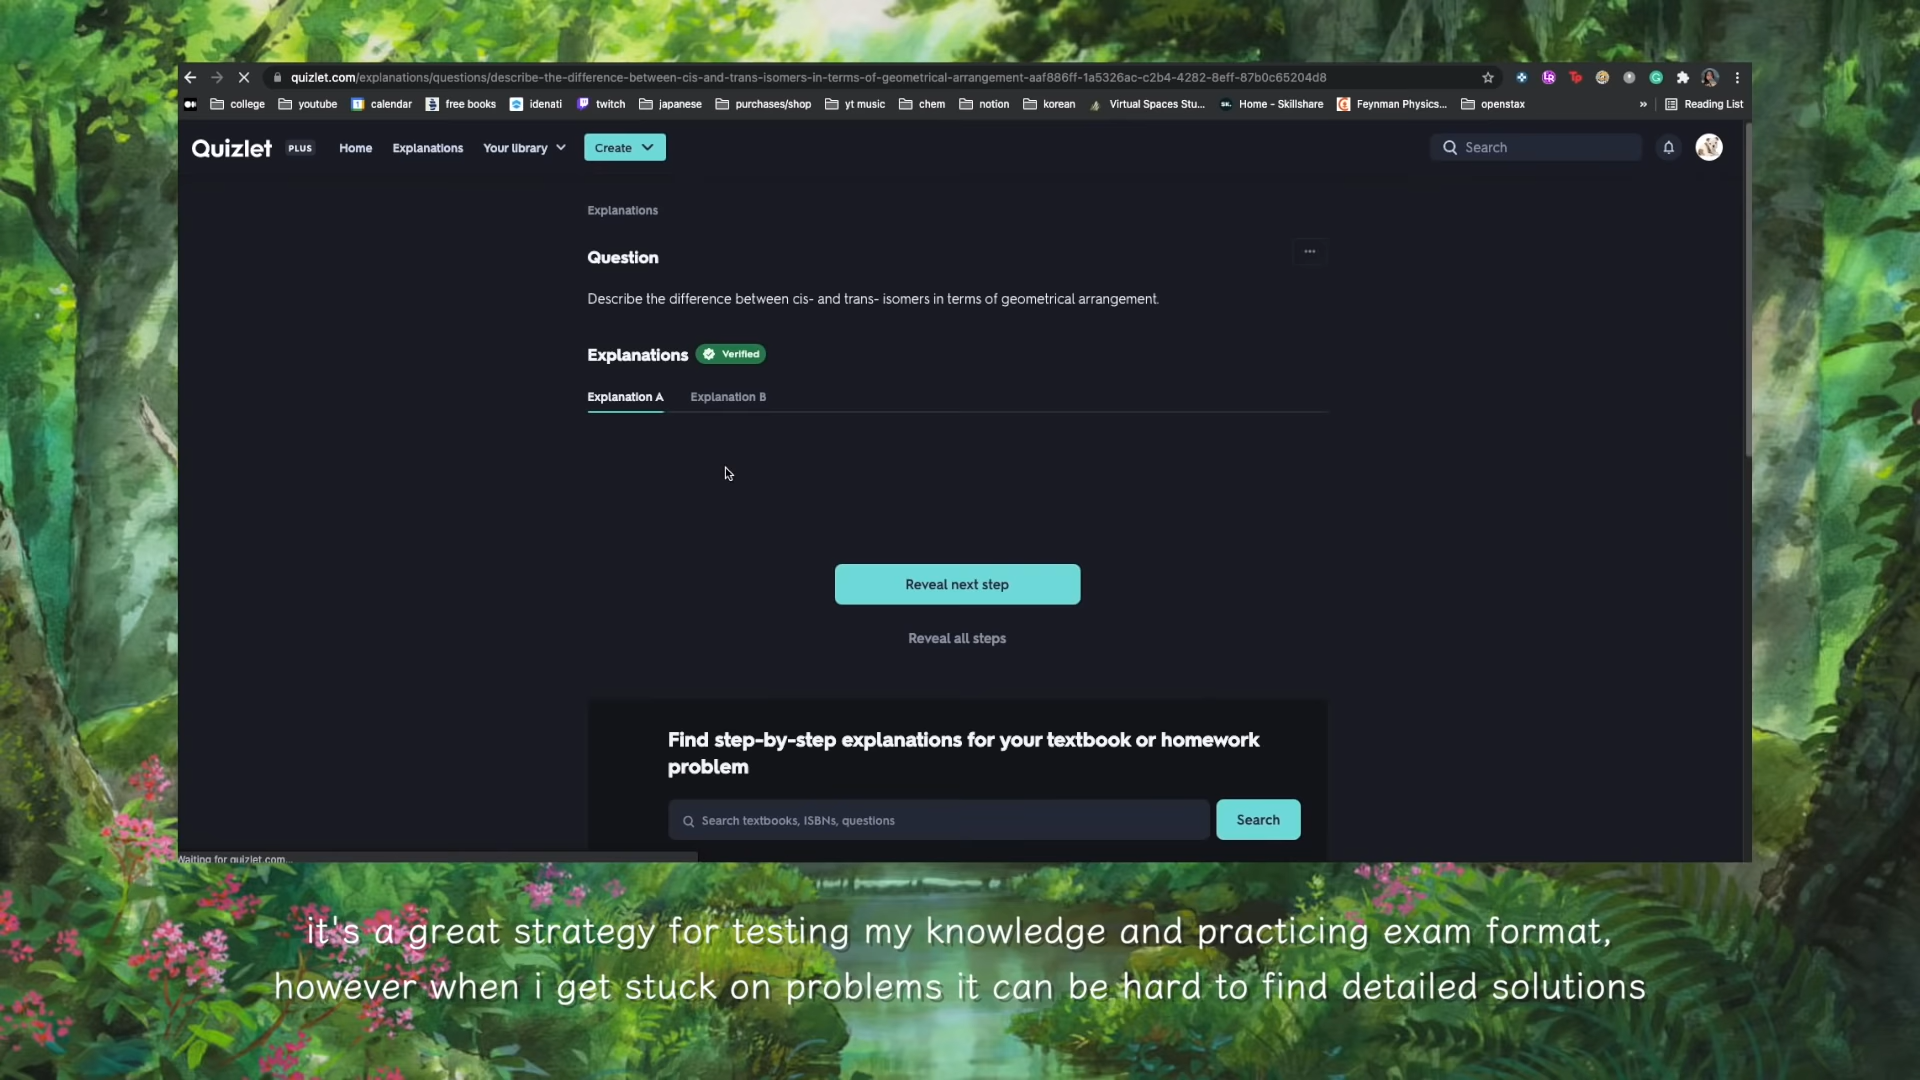 quizlet.com/explanations/questions/describe-the-difference-between-cis-and-trans-isomers-in-terms-of-geometrical-arrangement-aaf886ff-1a5326ac-c2b4-4282-8eff-87b0c65204d8
college youtube calendar free books idenati twitch japanese purchases/shop yt music chem notion korean Virtual Spaces Stu... Home - Skillshare Feynman Physics... openstax » Reading List
Quizlet PLUS Home Explanations Your library Create Search
Explanations
Question
Describe the difference between cis- and trans- isomers in terms of geometrical arrangement.
Explanations Verified
Explanation A Explanation B
Reveal next step
Reveal all steps
Find step-by-step explanations for your textbook or homework
problem
Search textbooks, ISBNs, questions Search
Waiting for quizlet.com...
it's a great strategy for testing my knowledge and practicing exam format,
however when i get stuck on problems it can be hard to find detailed solutions